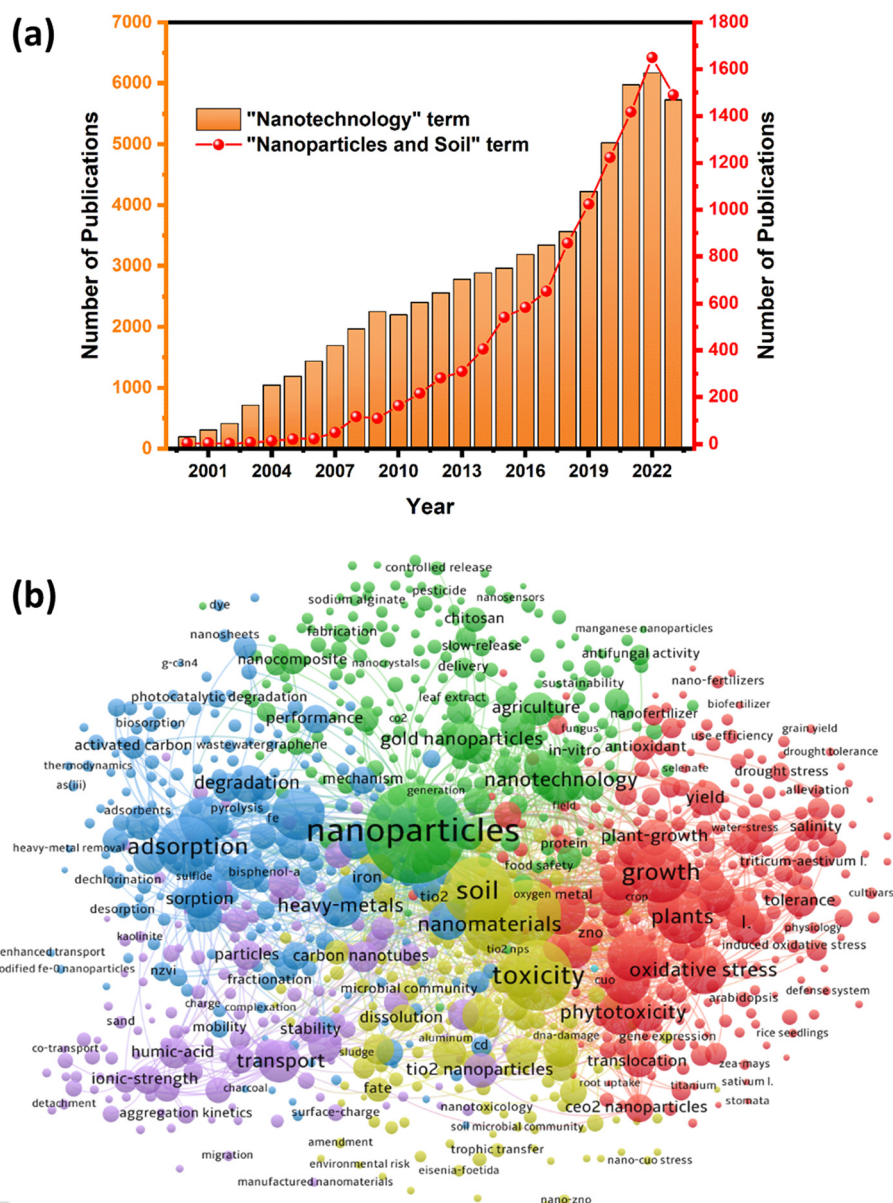 (a)
7000
6000
5000
4000
3000
2000
1000
0
Number of Publications
"Nanotechnology" term
"Nanoparticles and Soil" term
1800
1600
1400
1200
1000
800
600
400
200
0
Number of Publications
2001 2004 2007 2010 2013 2016 2019 2022
Year
(b)
controlled release
pesticide
dye
sodium alginate
nanosensors
chitosan
nanosheets
fabrication
manganese nanoparticles
slow-release
g-c3n4
nanocomposite
nanocrystals
delivery
antifungal activity
sustainability
nano-fertilizers
photocatalytic degradation
leaf extract
agriculture
biofertilizer
biosorption
performance
co2
nanofertilizer
fungus
grain yield
use efficiency
activated carbon
wastewater
graphene
gold nanoparticles
in-vitro
antioxidant
drought tolerance
thermodynamics
selenate
drought stress
as(iii)
degradation
mechanism
nanotechnology
alleviation
generation
yield
adsorbents
pyrolysis
field
fe
nanoparticles
plant-growth
water-stress
salinity
heavy-metal removal
adsorption
protein
food safety
triticum-aestivum l.
dechlorination
sulfide
bisphenol-a
iron
growth
soil
cultivars
desorption
sorption
heavy-metals
tio2
oxygen
metal
crop
tolerance
plants
l.
physiology
kaolinite
nanomaterials
zno
induced oxidative stress
enhanced transport
particles
carbon nanotubes
tio2 nps
odified fe-0 nanoparticles
nzvi
fractionation
toxicity
cuo
oxidative stress
microbial community
defense system
charge
complexation
arabidopsis
sand
mobility
stability
dissolution
phytotoxicity
rice seedlings
aluminum
dna-damage
gene expression
co-transport
humic-acid
transport
sludge
cd
translocation
zea-mays
ionic-strength
tio2 nanoparticles
root uptake
titanium
sativum l.
charcoal
fate
stomata
detachment
aggregation kinetics
surface-charge
nanotoxicology
ceo2 nanoparticles
soil microbial community
amendment
trophic transfer
migration
environmental risk
eisenia-foetida
nano-cuo stress
manufactured nanomaterials
nano-zno